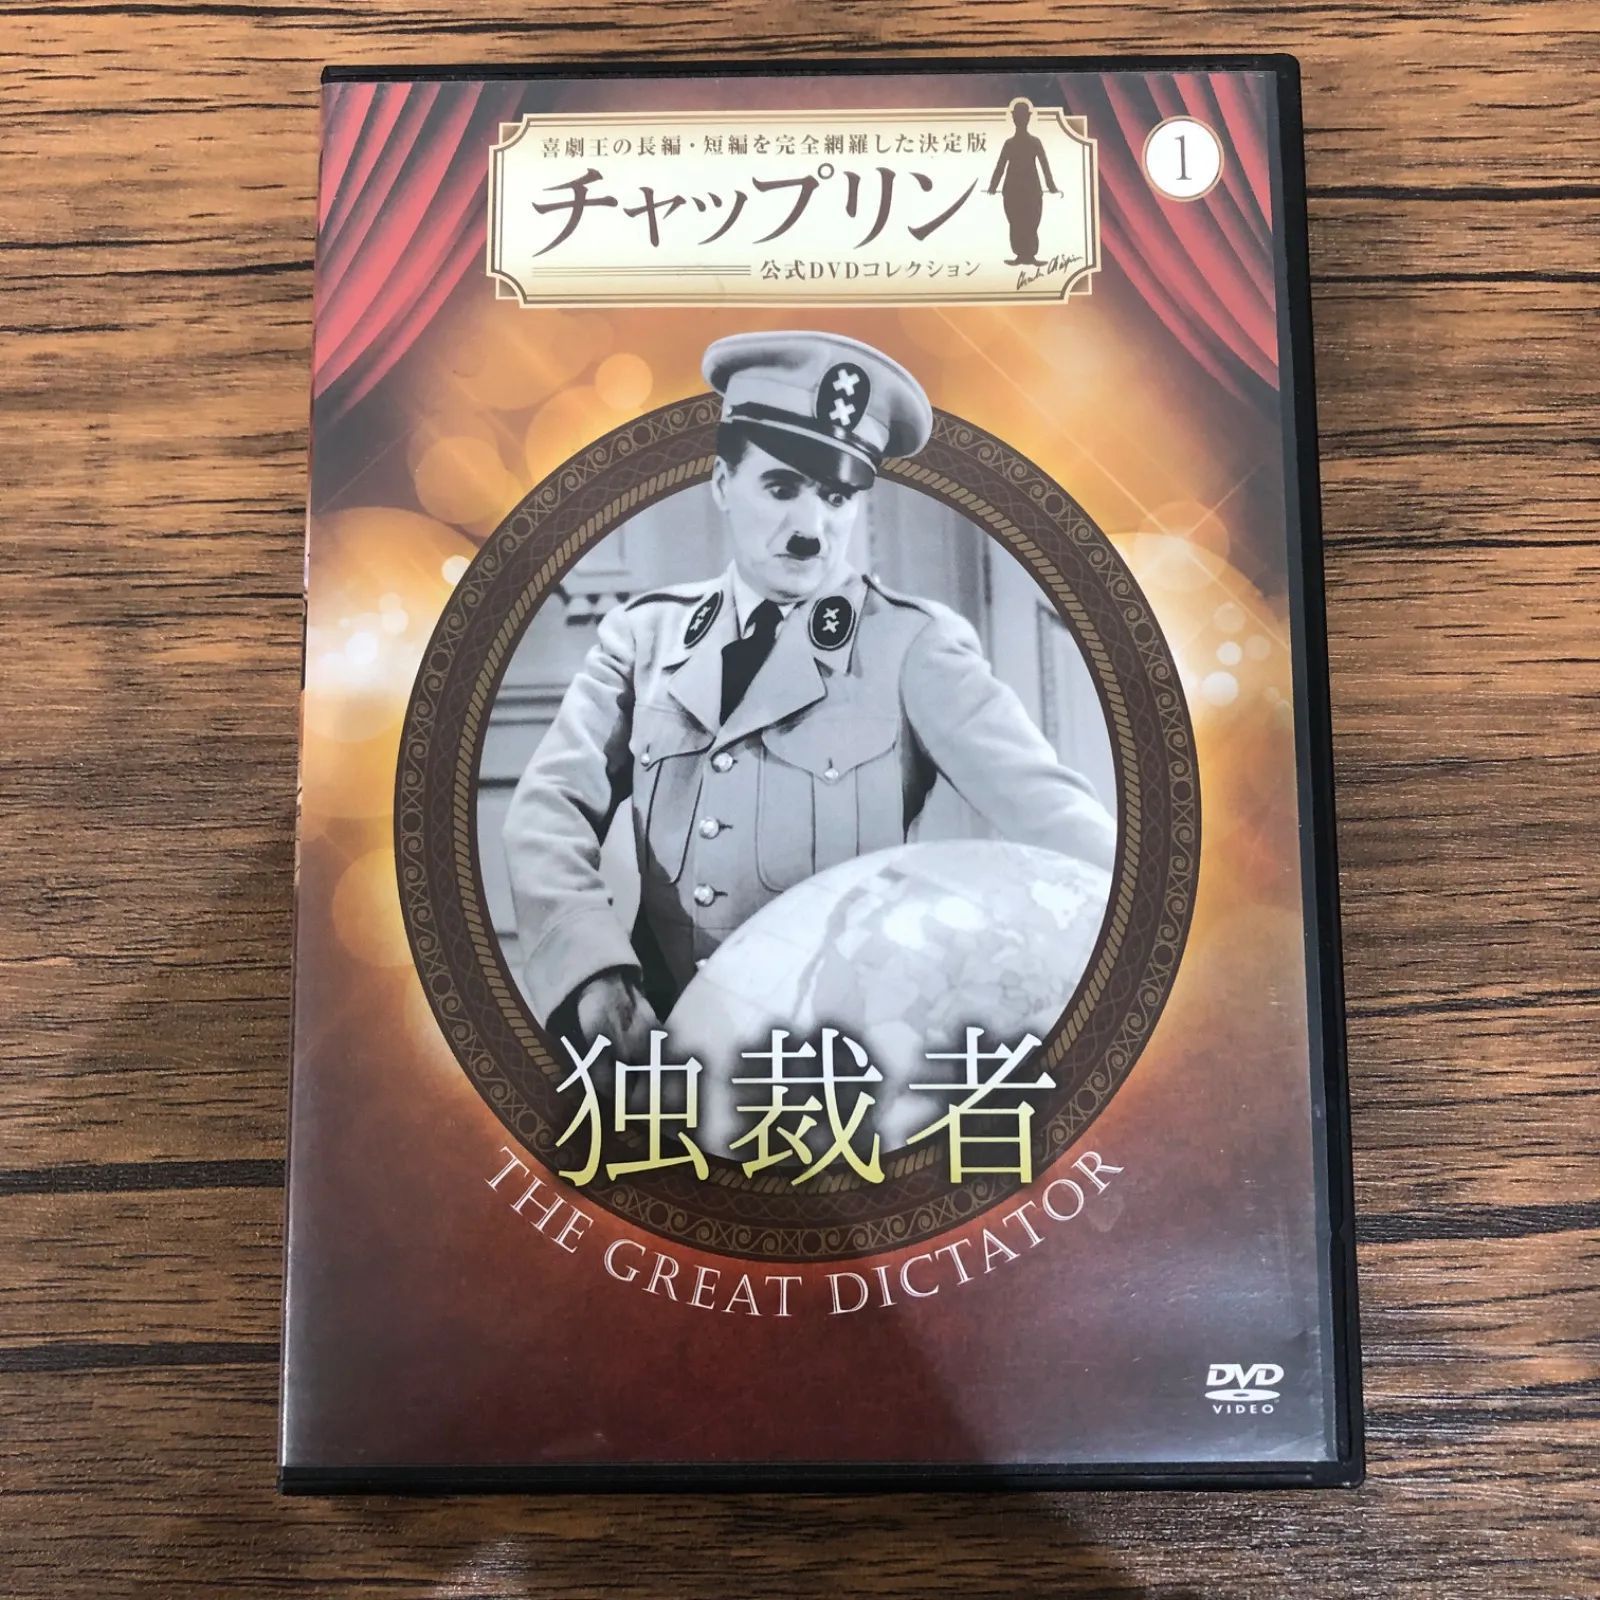 喜劇王の長編・短編を完全網羅した決定版
チャップリン
公式DVDコレクション
Charlie Chaplin
1
独裁者
THE GREAT DICTATOR
DVD
VIDEO